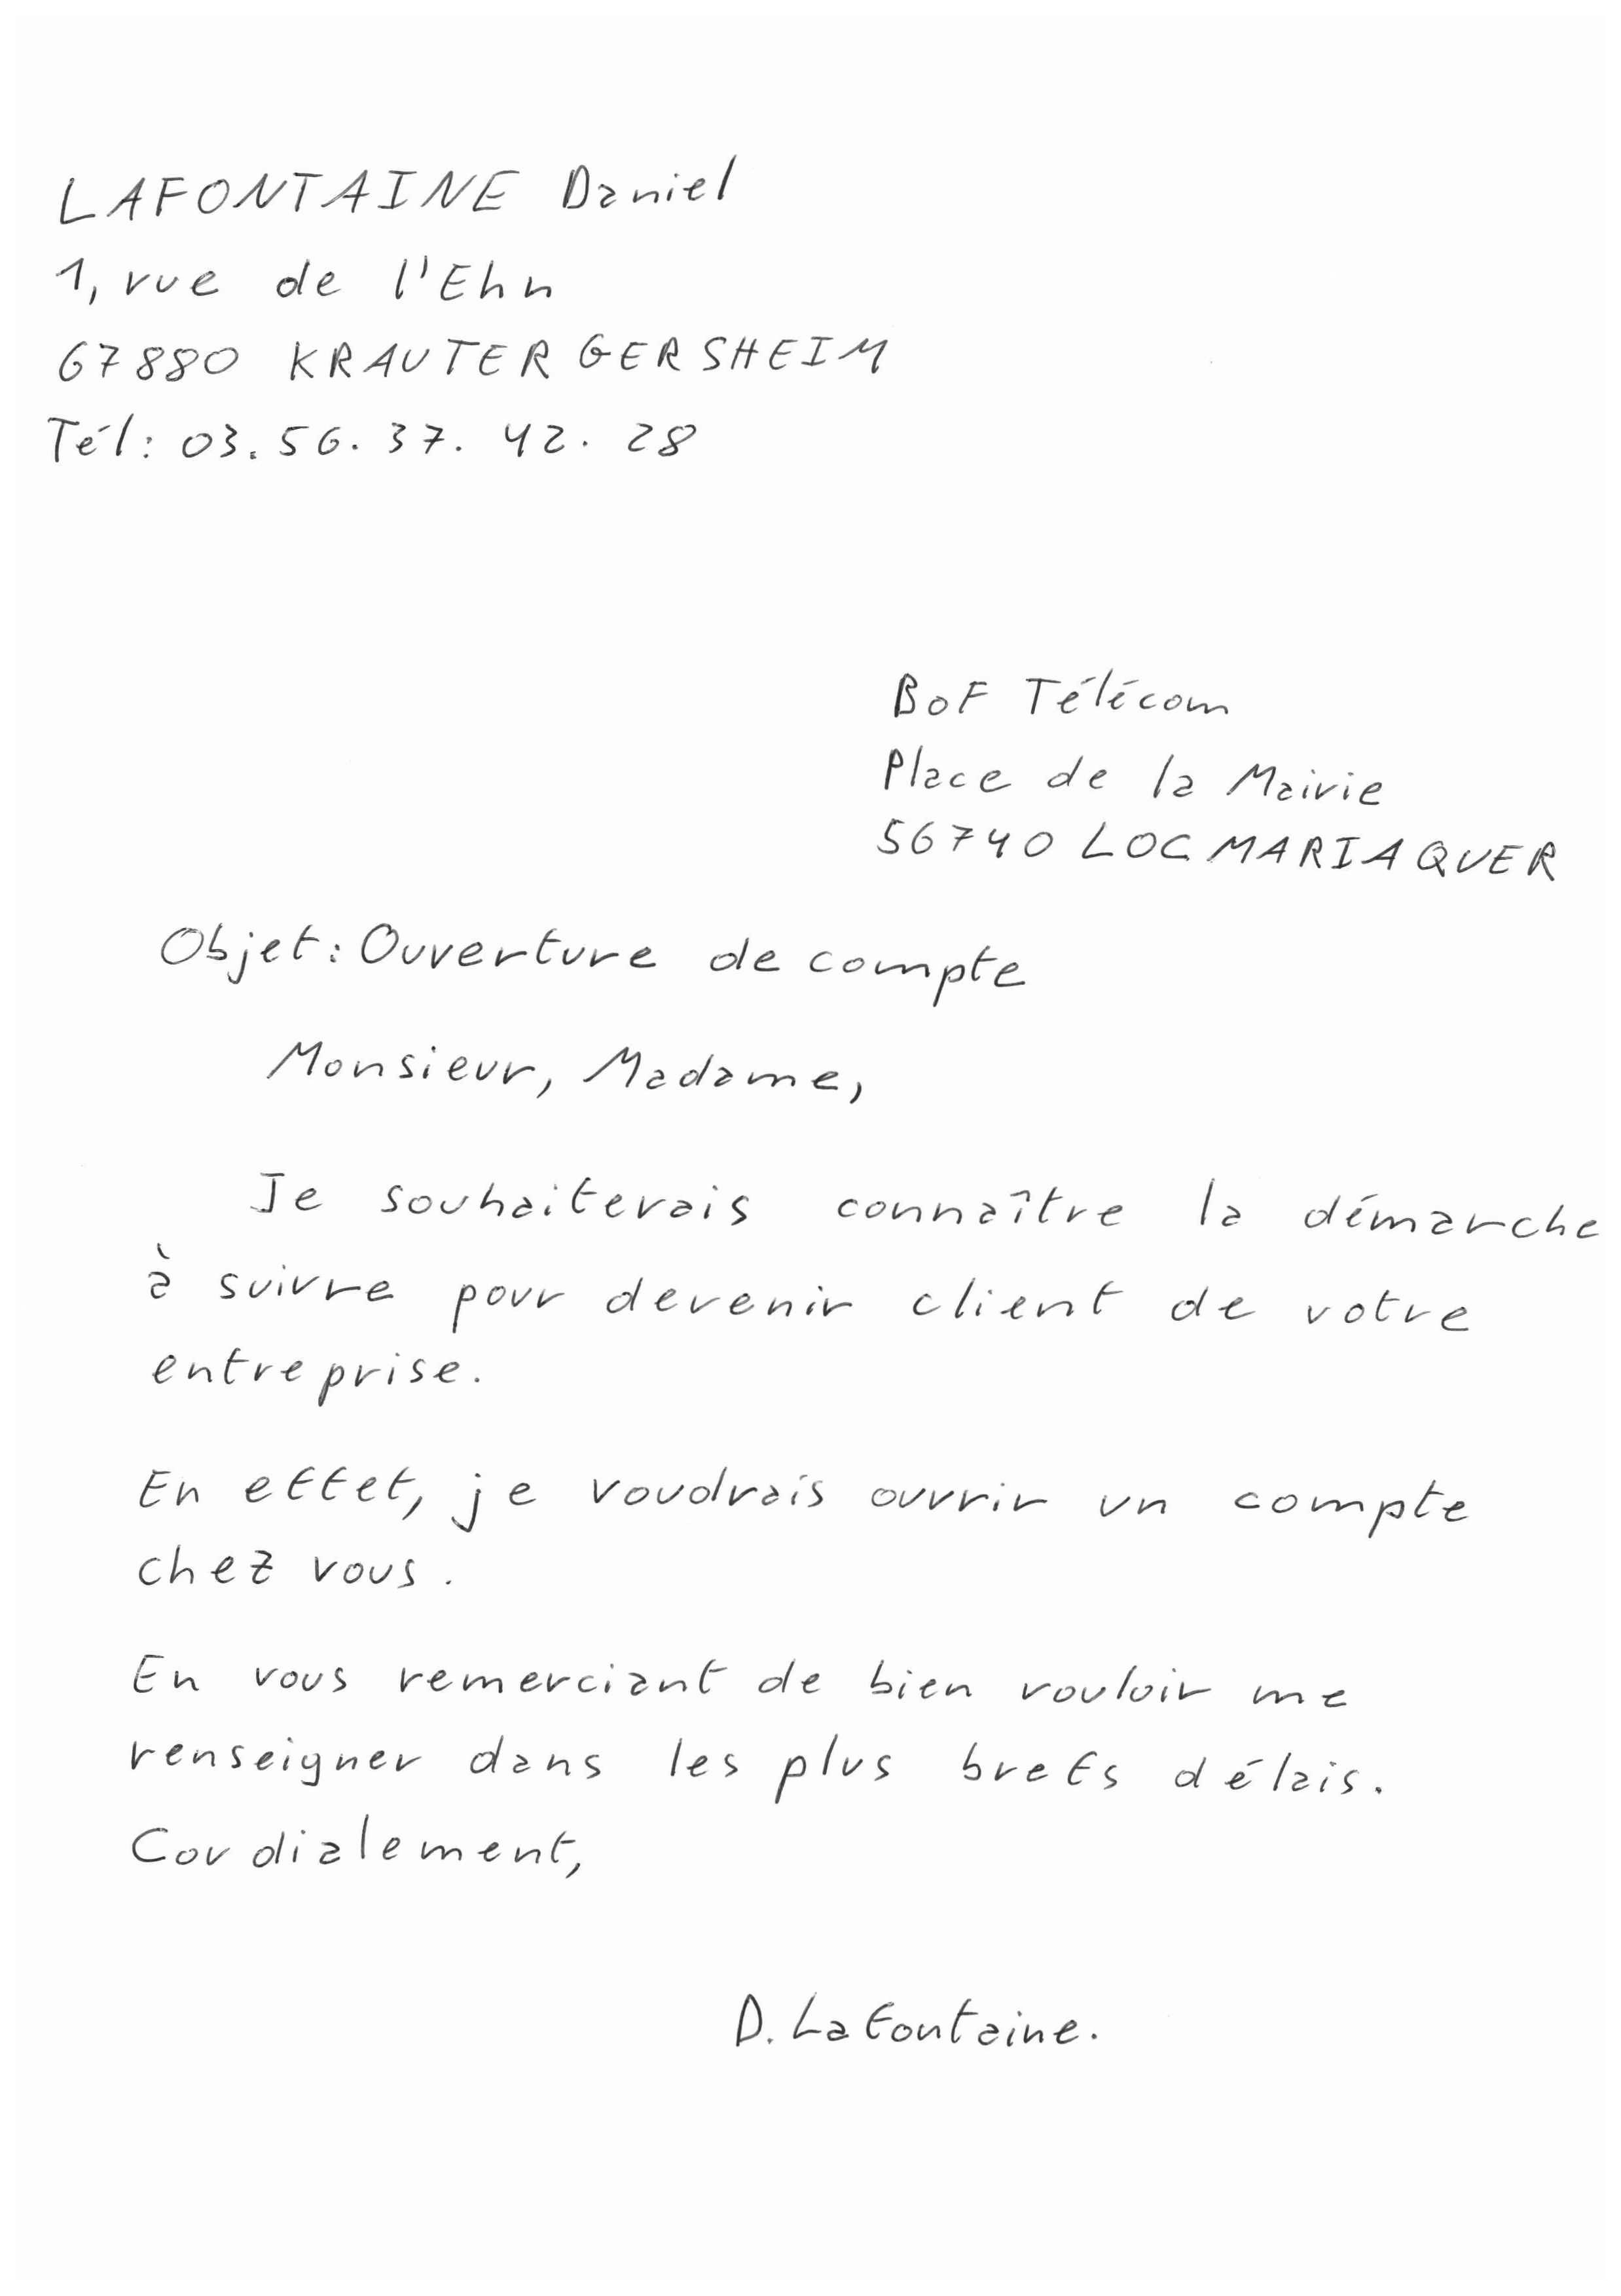 LAFONTAINE Daniel
1, rue de l'Ehn
67880 KRAUTERGERSHEIM
Tél: 03.56.37.42.28
BoF Télécom
Place de la Mairie
56740 LOCMARIAQUER
Objet: Ouverture de compte
Monsieur, Madame,
Je souhaiterais connaître la démarche
à suivre pour devenir client de votre
entreprise.
En effet, je voudrais ouvrir un compte
chez vous.
En vous remerciant de bien vouloir me
renseigner dans les plus brefs délais.
Cordialement,
D. Lafontaine.